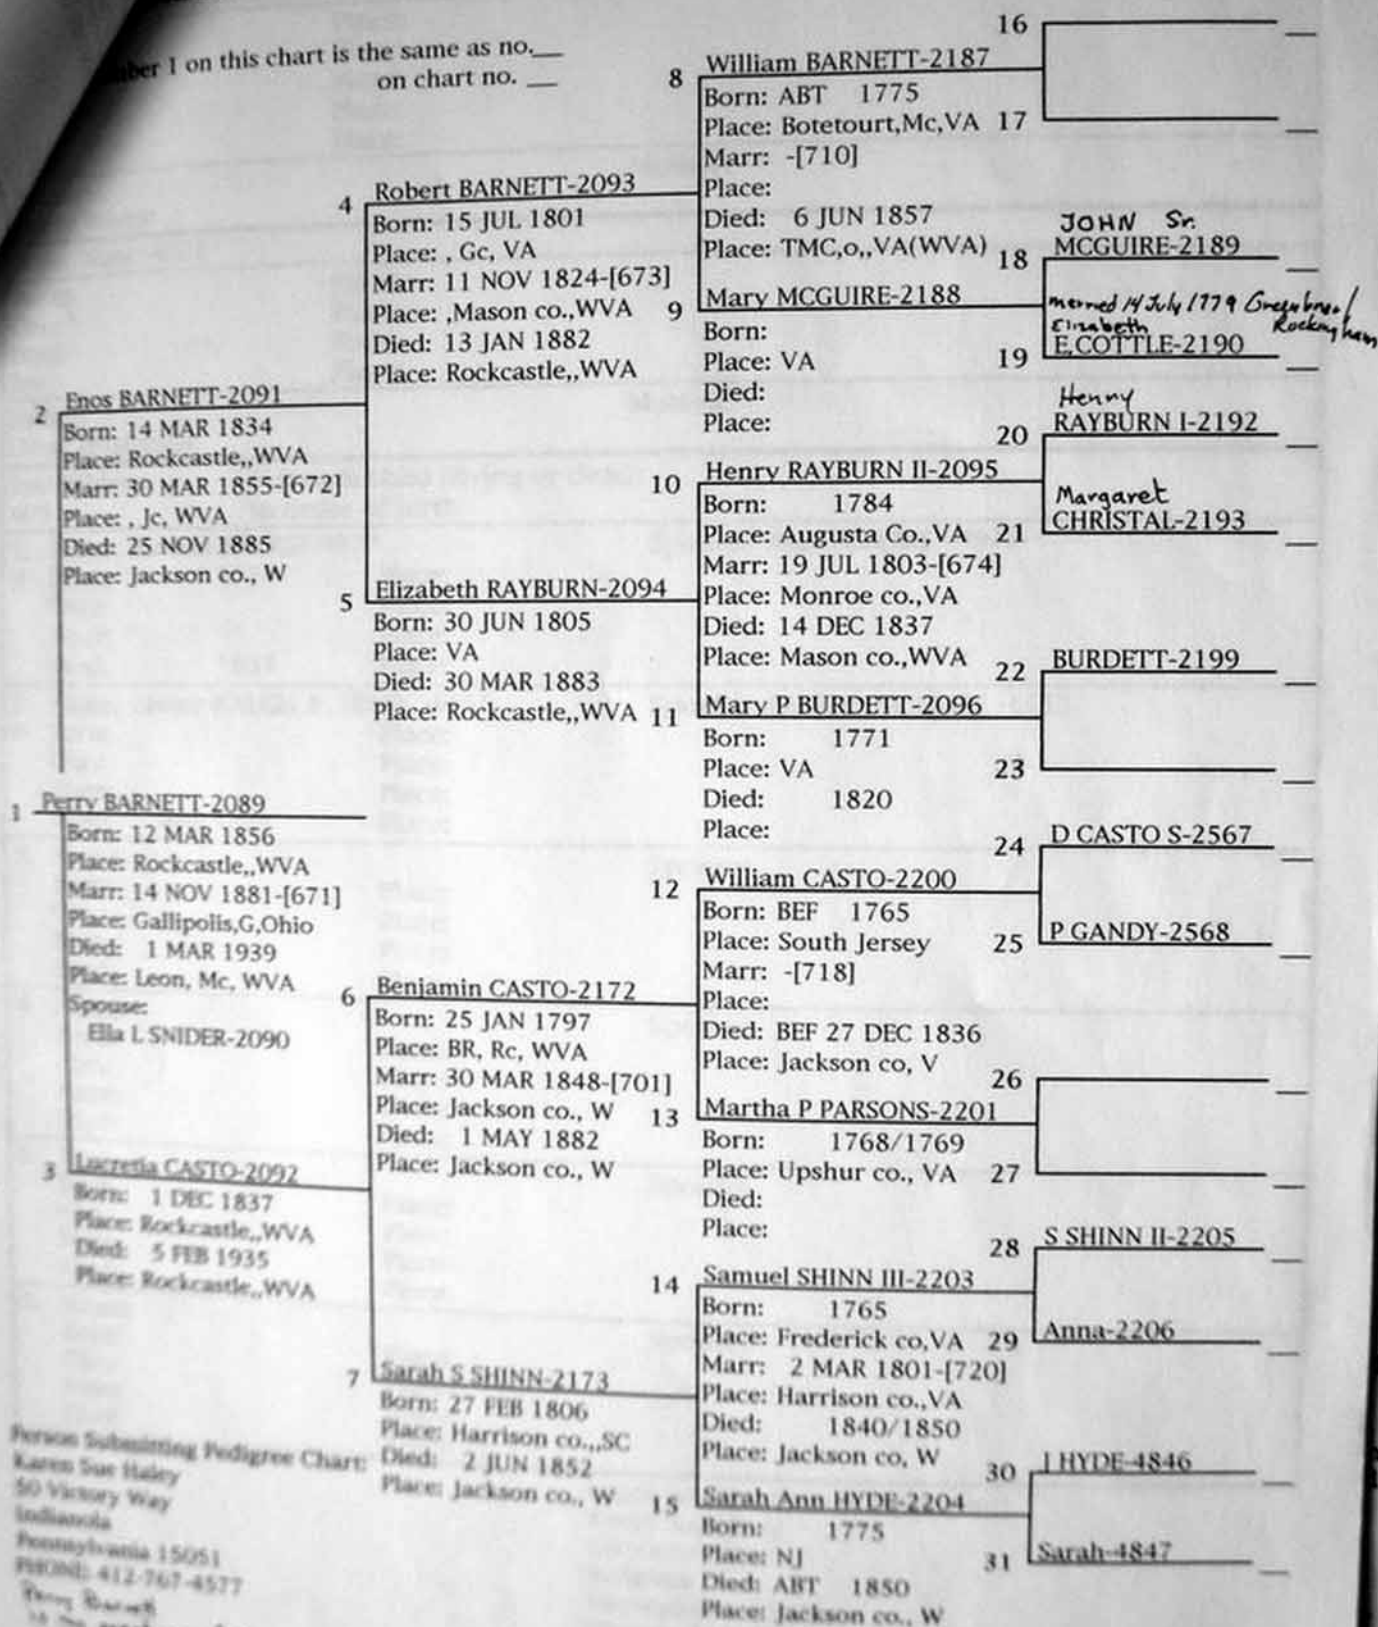 1 on this chart is the same as no.__
on chart no. __
2 Enos BARNETT-2091
Born: 14 MAR 1834
Place: Rockcastle,,WVA
Marr: 30 MAR 1855-[672]
Place: , Jc, WVA
Died: 25 NOV 1885
Place: Jackson co., W
1 Perry BARNETT-2089
Born: 12 MAR 1856
Place: Rockcastle,,WVA
Marr: 14 NOV 1881-[671]
Place: Gallipolis,G,Ohio
Died: 1 MAR 1939
Place: Leon, Mc, WVA
Spouse:
Ella L SNIDER-2090
3 Lucretia CASTO-2092
Born: 1 DEC 1837
Place: Rockcastle,,WVA
Died: 5 FEB 1935
Place: Rockcastle,,WVA
Person Submitting Pedigree Chart:
Karen Sue Haley
50 Victory Way
Indianola
Pennsylvania 15051
PHONE: 412-767-4577
Perry Barnett
4 Robert BARNETT-2093
Born: 15 JUL 1801
Place: , Gc, VA
Marr: 11 NOV 1824-[673]
Place: ,Mason co.,WVA
Died: 13 JAN 1882
Place: Rockcastle,,WVA
5 Elizabeth RAYBURN-2094
Born: 30 JUN 1805
Place: VA
Died: 30 MAR 1883
Place: Rockcastle,,WVA
6 Benjamin CASTO-2172
Born: 25 JAN 1797
Place: BR, Rc, WVA
Marr: 30 MAR 1848-[701]
Place: Jackson co., W
Died: 1 MAY 1882
Place: Jackson co., W
7 Sarah S SHINN-2173
Born: 27 FEB 1806
Place: Harrison co.,,SC
Died: 2 JUN 1852
Place: Jackson co., W
8 William BARNETT-2187
Born: ABT 1775
Place: Botetourt,Mc,VA
Marr: -[710]
Place:
Died: 6 JUN 1857
Place: TMC,o,,VA(WVA)
9 Mary MCGUIRE-2188
Born:
Place: VA
Died:
Place:
10 Henry RAYBURN II-2095
Born: 1784
Place: Augusta Co.,VA
Marr: 19 JUL 1803-[674]
Place: Monroe co.,VA
Died: 14 DEC 1837
Place: Mason co.,WVA
11 Mary P BURDETT-2096
Born: 1771
Place: VA
Died: 1820
Place:
12 William CASTO-2200
Born: BEF 1765
Place: South Jersey
Marr: -[718]
Place:
Died: BEF 27 DEC 1836
Place: Jackson co, V
13 Martha P PARSONS-2201
Born: 1768/1769
Place: Upshur co., VA
Died:
Place:
14 Samuel SHINN III-2203
Born: 1765
Place: Frederick co,VA
Marr: 2 MAR 1801-[720]
Place: Harrison co.,VA
Died: 1840/1850
Place: Jackson co, W
15 Sarah Ann HYDE-2204
Born: 1775
Place: NJ
Died: ABT 1850
Place: Jackson co., W
16
17
JOHN Sr.
18 MCGUIRE-2189
married 14 July 1779 Greenbrier/
Rockingham
Elizabeth
19 E.COTTLE-2190
Henry
20 RAYBURN I-2192
Margaret
21 CHRISTAL-2193
22 BURDETT-2199
23
24 D CASTO S-2567
25 P GANDY-2568
26
27
28 S SHINN II-2205
29 Anna-2206
30 J HYDE-4846
31 Sarah-4847